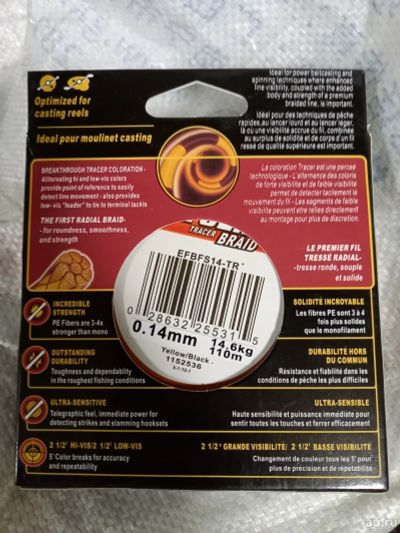 Ideal for power baitcasting and
spinning techniques where enhanced
line visibility, coupled with the added
body and strength of a premium
braided line, is important.
Idéal pour des techniques de pêche
rapides au lancer lourd et au lancer léger,
là où une visibilité accrue du fil, combinée
au surplus de solidité et de corps d'un fil
tressé de qualité supérieure est important.
Optimized for
casting reels
Ideál pour moulinet casting
BREAKTHROUGH TRACER COLORATION-
Alternating hi and low-vis colors
provide point of reference to easily
detect line movement - also provides
low-vis "leader" to tie to terminal tackle
THE FIRST RADIAL BRAID-
- for roundness, smoothness,
and strength
La coloration Tracer est une percée
technologique - L'alternance des coloris
de forte visibilité et de faible visibilité
permet de détecter facilement le
mouvement du fil - Les segments de faible
visibilité peuvent être reliés directement
au montage pour plus de discrétion.
LE PREMIER FIL
TRESSÉ RADIAL-
-tresse ronde, souple
et solide
TRACER BRAID
EFBFS14-TR
0 28632 25531 5
0.14mm 14.6kg
110m
Yellow/Black
1152536
INCREDIBLE
STRENGTH
PE Fibers are 3-4x
stronger than mono
SOLIDITÉ INCROYABLE
Les fibres PE sont 3 à 4
fois plus solides
que le monofilament
OUTSTANDING
DURABILITY
Toughness and dependability
in the roughest fishing conditions
DURABILITÉ HORS
DU COMMUN
Résistance et fiabilité dans les
conditions de pêche les plus difficiles
ULTRA-SENSITIVE
Telegraphic feel, immediate power for
detecting strikes and slamming hooksets
ULTRA-SENSIBLE
Haute sensibilité et puissance immédiate pour
sentir toutes les touches et ferrer efficacement
2 1/2' HI-VIS/2 1/2' LOW-VIS
5' Color breaks for accuracy
and repeatability
2 1/2' GRANDE VISIBILITÉ/ 2 1/2' BASSE VISIBILITÉ
Changement de couleur tous les 5' pour
plus de précision et de repetabilité
au.ru